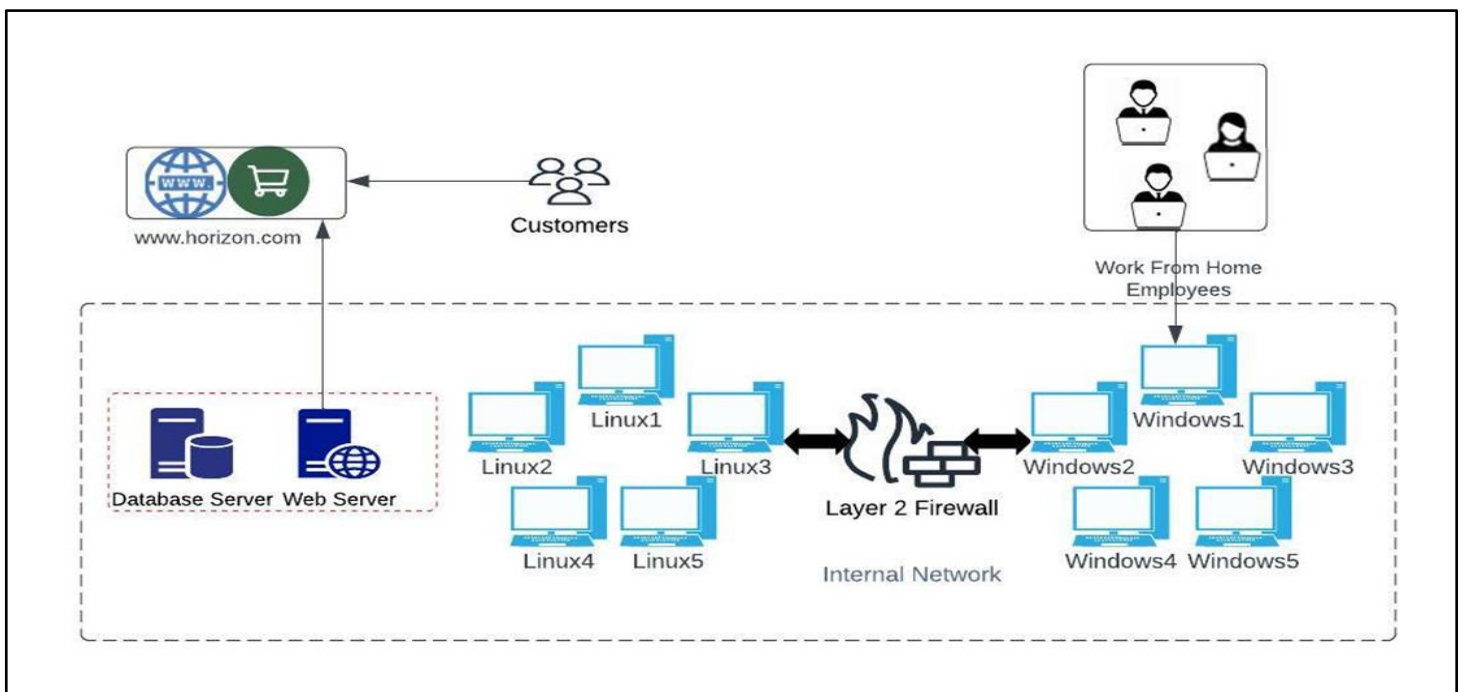 WWW.
www.horizon.com
Customers
Work From Home
Employees
Database Server
Web Server
Linux1
Linux2
Linux3
Linux4
Linux5
Layer 2 Firewall
Internal Network
Windows1
Windows2
Windows3
Windows4
Windows5